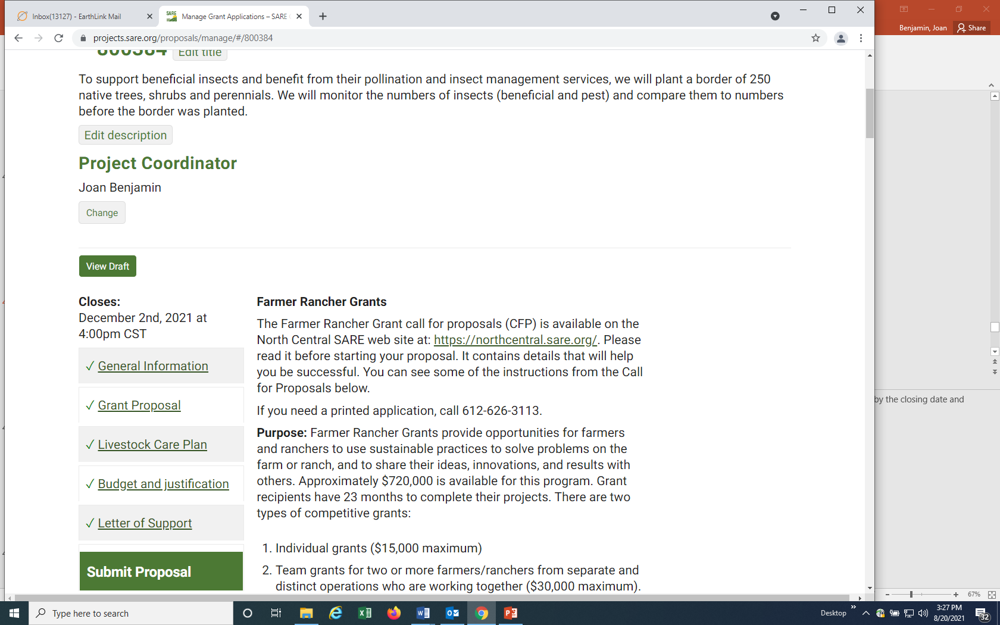 Inbox(13127) - EarthLink Mail
SARE
Manage Grant Applications – SARE
Benjamin, Joan
Share
projects.sare.org/proposals/manage/#/800384
800384
Edit title
To support beneficial insects and benefit from their pollination and insect management services, we will plant a border of 250
native trees, shrubs and perennials. We will monitor the numbers of insects (beneficial and pest) and compare them to numbers
before the border was planted.
Edit description
Project Coordinator
Joan Benjamin
Change
View Draft
Closes:
December 2nd, 2021 at
4:00pm CST
✓ General Information
✓ Grant Proposal
✓ Livestock Care Plan
✓ Budget and justification
✓ Letter of Support
Submit Proposal
Farmer Rancher Grants
The Farmer Rancher Grant call for proposals (CFP) is available on the
North Central SARE web site at: https://northcentral.sare.org/. Please
read it before starting your proposal. It contains details that will help
you be successful. You can see some of the instructions from the Call
for Proposals below.
If you need a printed application, call 612-626-3113.
Purpose: Farmer Rancher Grants provide opportunities for farmers
and ranchers to use sustainable practices to solve problems on the
farm or ranch, and to share their ideas, innovations, and results with
others. Approximately $720,000 is available for this program. Grant
recipients have 23 months to complete their projects. There are two
types of competitive grants:
1. Individual grants ($15,000 maximum)
2. Team grants for two or more farmers/ranchers from separate and
distinct operations who are working together ($30,000 maximum).
by the closing date and
67%
Type here to search
Desktop
3:27 PM
8/20/2021
32